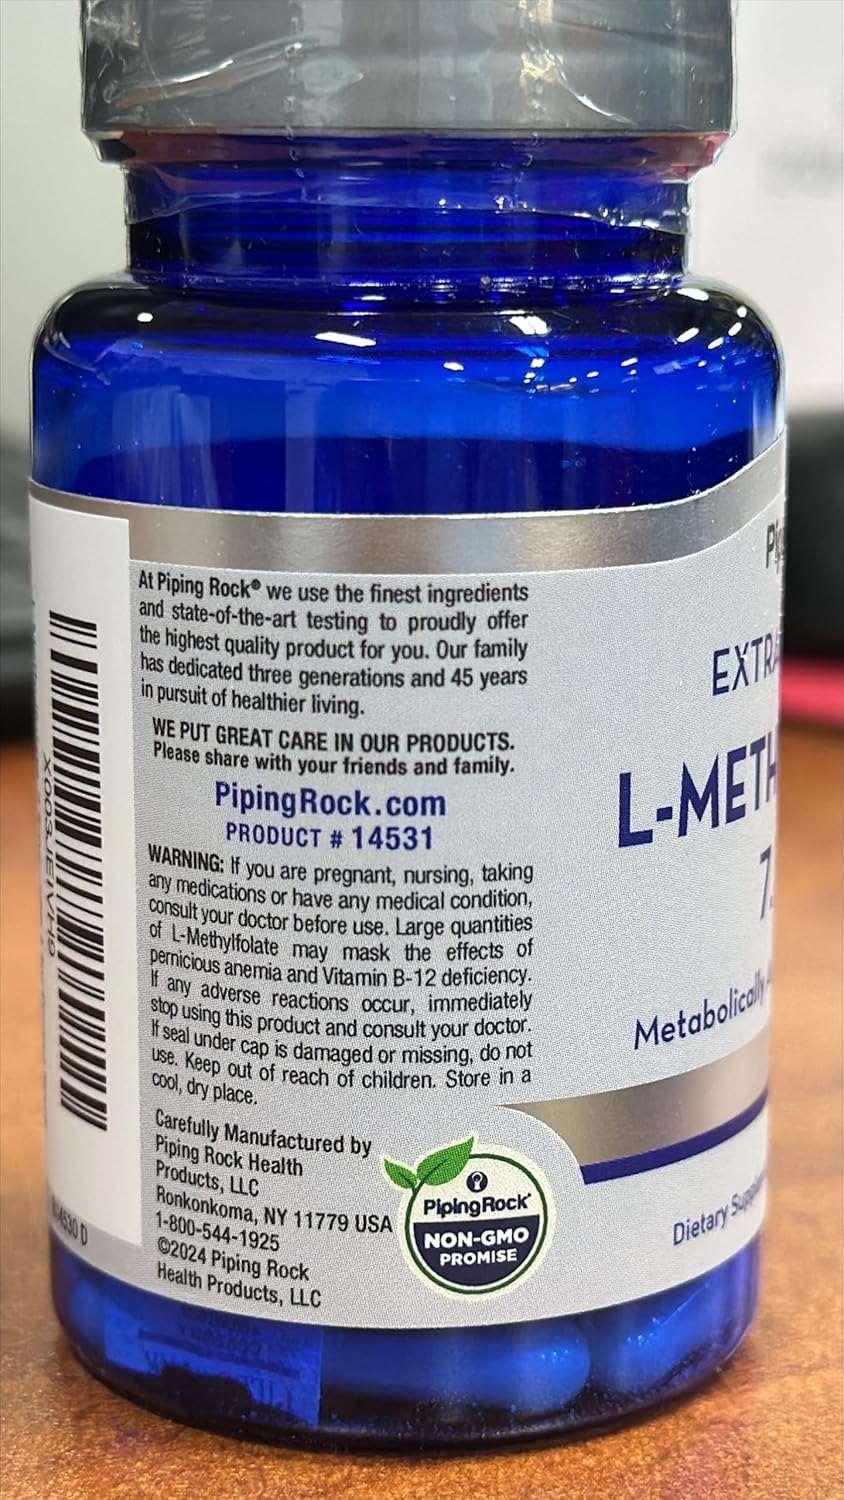 At Piping Rock® we use the finest ingredients
and state-of-the-art testing to proudly offer
the highest quality product for you. Our family
has dedicated three generations and 45 years
in pursuit of healthier living.
WE PUT GREAT CARE IN OUR PRODUCTS.
Please share with your friends and family.
PipingRock.com
PRODUCT # 14531
WARNING: If you are pregnant, nursing, taking
any medications or have any medical condition,
consult your doctor before use. Large quantities
of L-Methylfolate may mask the effects of
pernicious anemia and Vitamin B-12 deficiency.
If any adverse reactions occur, immediately
stop using this product and consult your doctor.
If seal under cap is damaged or missing, do not
use. Keep out of reach of children. Store in a
cool, dry place.
Carefully Manufactured by
Piping Rock Health
Products, LLC
Ronkonkoma, NY 11779 USA
1-800-544-1925
©2024 Piping Rock
Health Products, LLC
PipingRock®
NON-GMO
PROMISE
X003JEIVH9
EXTRA
L-METH
7.
Metabolically
Dietary